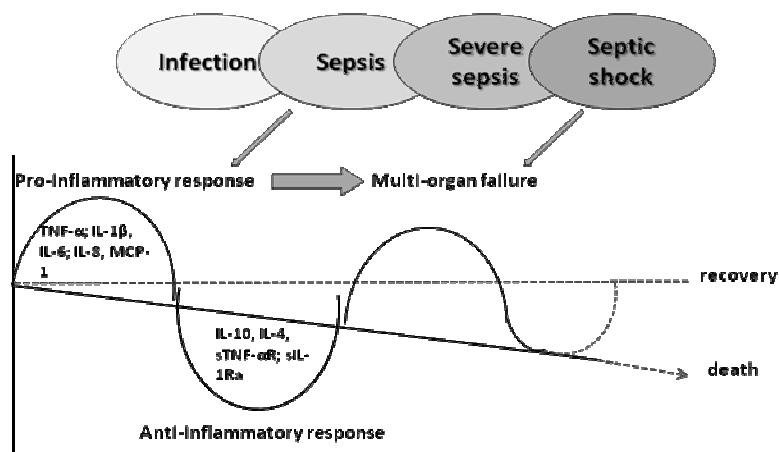 Infection
Sepsis
Severe
sepsis
Septic
shock
Pro-inflammatory response
Multi-organ failure
TNF-α; IL-1β,
IL-6; IL-8, MCP-
1
recovery
IL-10, IL-4,
sTNF-αR; sIL-
1Ra
death
Anti-inflammatory response